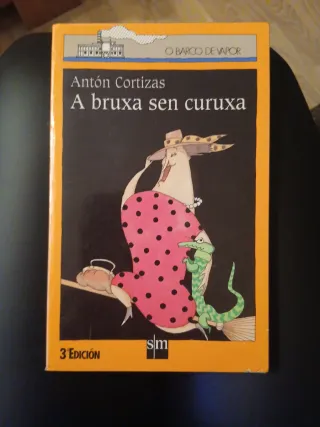 O BARCO DE VAPOR
Antón Cortizas
A bruxa sen curuxa
3ª EDICIÓN
sm